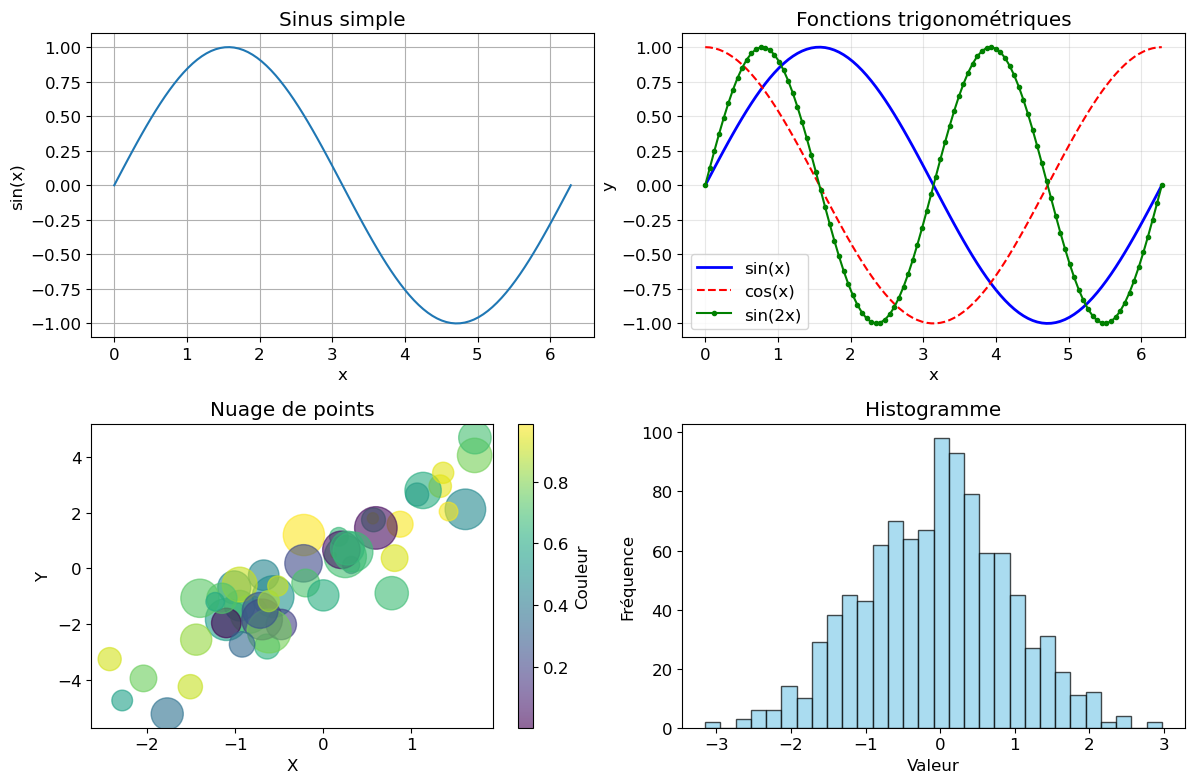 Sinus simple
1.00
0.75
0.50
0.25
0.00
−0.25
−0.50
−0.75
−1.00
sin(x)
0 1 2 3 4 5 6
x
Fonctions trigonométriques
1.00
0.75
0.50
0.25
0.00
−0.25
−0.50
−0.75
−1.00
y
sin(x)
cos(x)
sin(2x)
0 1 2 3 4 5 6
x
Nuage de points
4
2
0
−2
−4
Y
−2 −1 0 1
X
0.8
0.6
0.4
0.2
Couleur
Histogramme
100
80
60
40
20
0
Fréquence
−3 −2 −1 0 1 2 3
Valeur